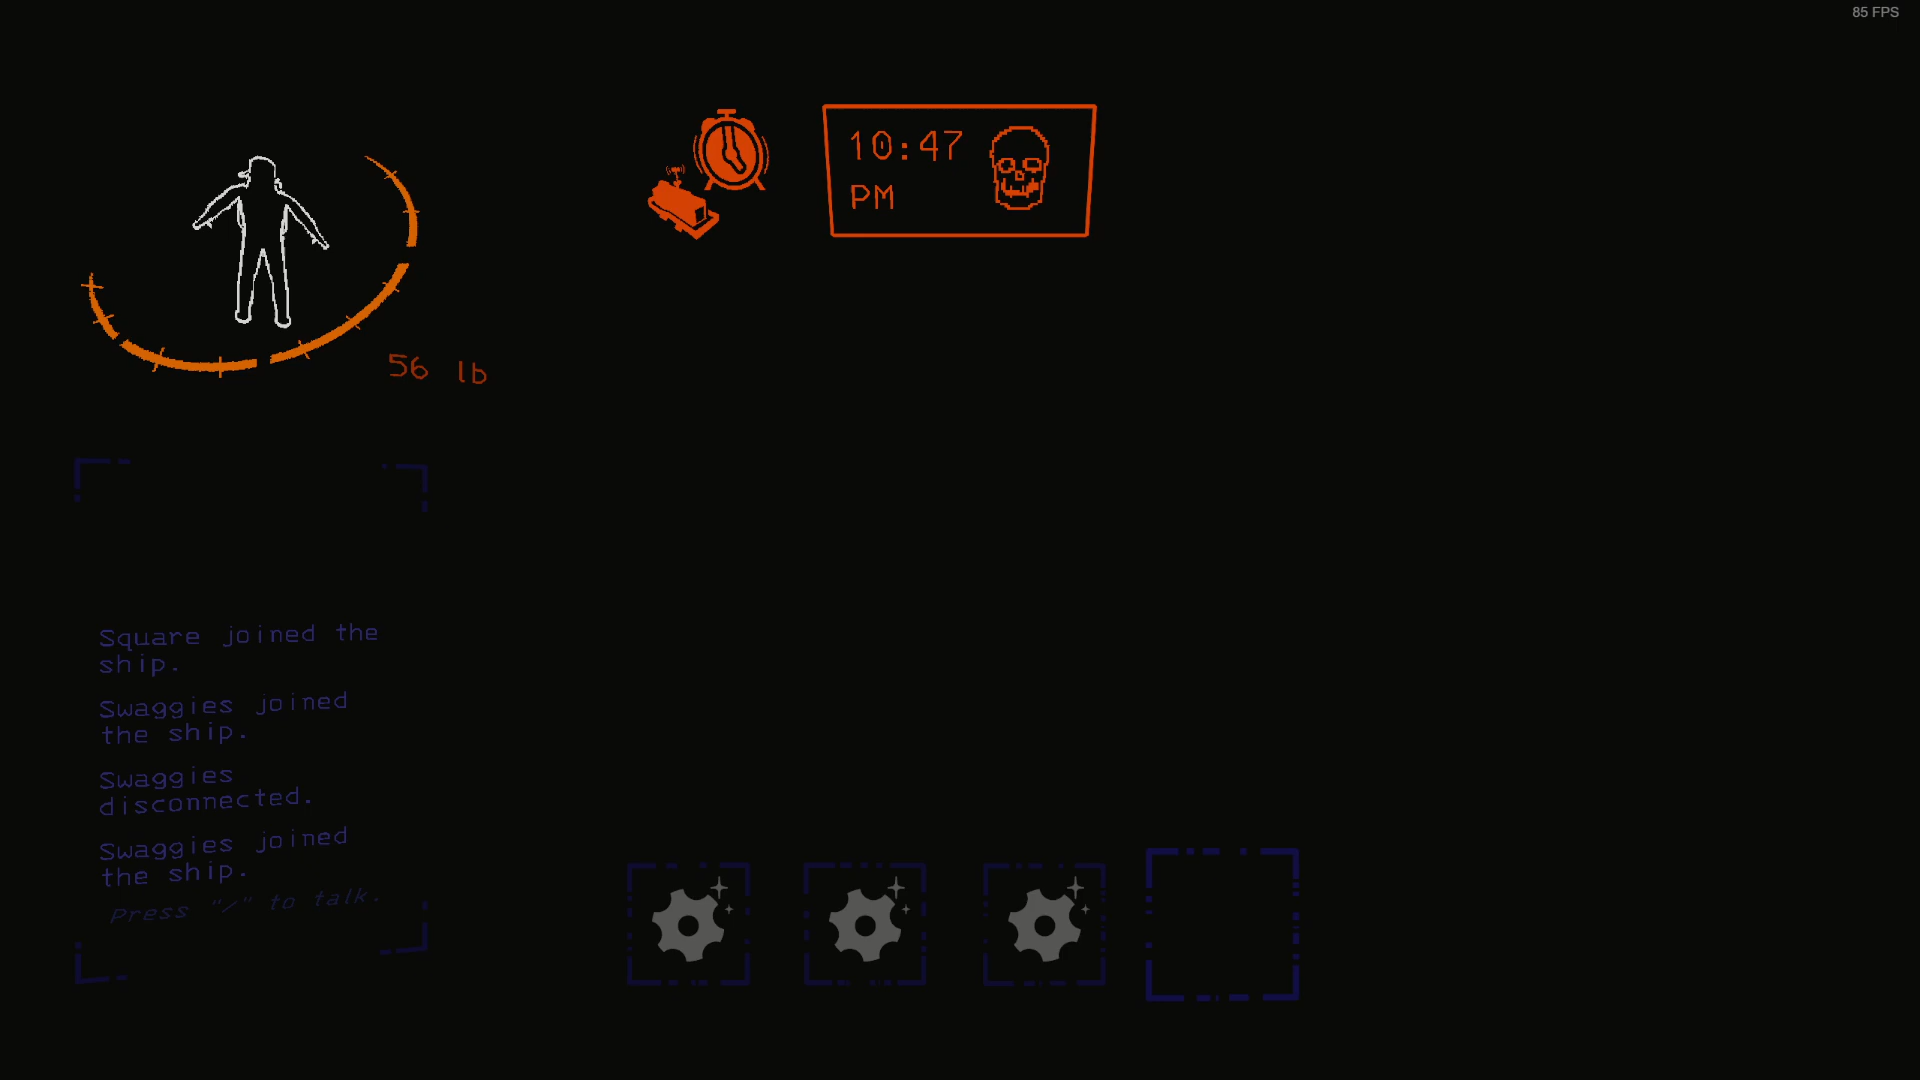 85 FPS
10:47
PM
56 lb
Square joined the
ship.
Swaggies joined
the ship.
Swaggies
disconnected.
Swaggies joined
the ship.
Press "/" to talk.